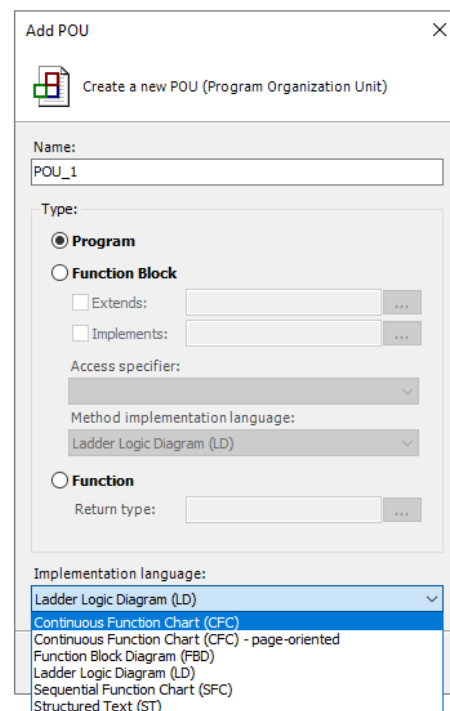 Add POU
Create a new POU (Program Organization Unit)
Name:
POU_1
Type:
Program
Function Block
Extends:
...
Implements:
...
Access specifier:
Method implementation language:
Ladder Logic Diagram (LD)
Function
Return type:
...
Implementation language:
Ladder Logic Diagram (LD)
Continuous Function Chart (CFC)
Continuous Function Chart (CFC) - page-oriented
Function Block Diagram (FBD)
Ladder Logic Diagram (LD)
Sequential Function Chart (SFC)
Structured Text (ST)